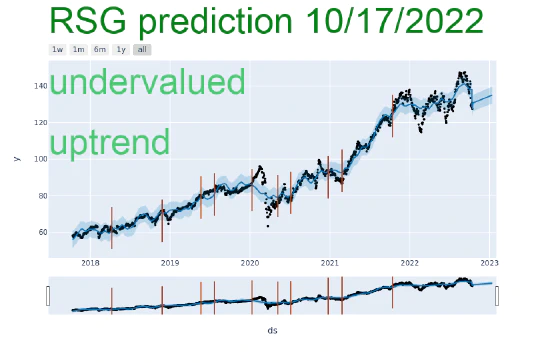 RSG prediction 10/17/2022
1w 1m 6m 1y all
undervalued
uptrend
140
120
100
80
60
y
2018 2019 2020 2021 2022 2023
ds